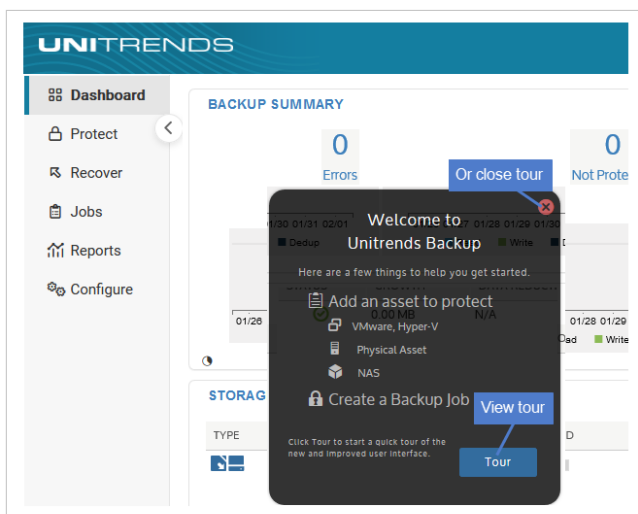 UNITRENDS
Dashboard
Protect
Recover
Jobs
Reports
Configure
BACKUP SUMMARY
0
Errors
0
Not Prote
Or close tour
Welcome to
Unitrends Backup
1/30 01/31 02/01
01/28 01/29 01/30
Dedup
Write
Here are a few things to help you get started.
Add an asset to protect
0.00 MB
N/A
VMware, Hyper-V
Physical Asset
NAS
Create a Backup Job
01/26
01/28 01/29
Write
STORAG
View tour
TYPE
D
Click Tour to start a quick tour of the
new and improved user interface.
Tour